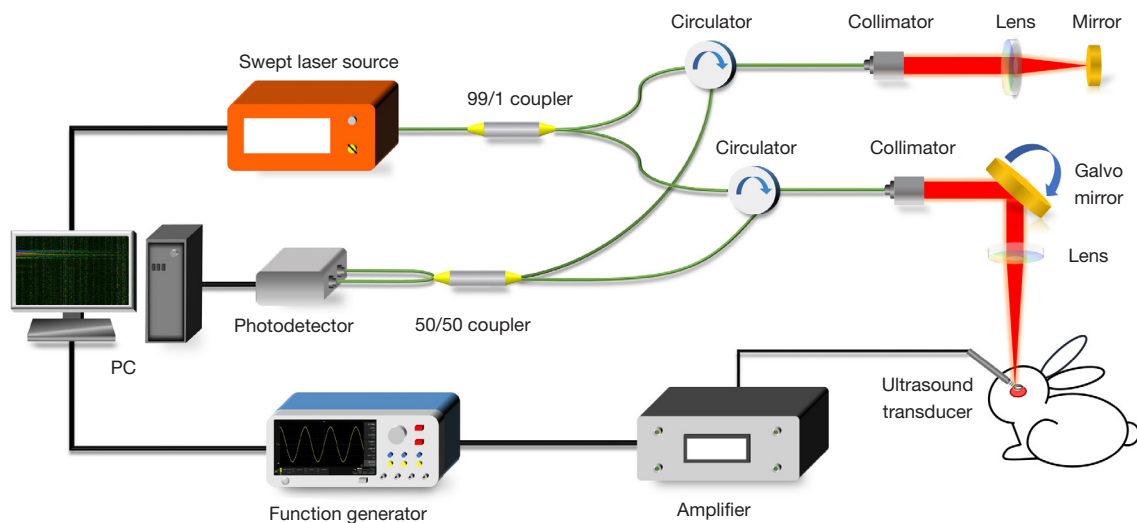 Circulator
Collimator
Lens
Mirror
Swept laser source
99/1 coupler
Circulator
Collimator
Galvo
mirror
Lens
Photodetector
50/50 coupler
PC
Ultrasound
transducer
Function generator
Amplifier